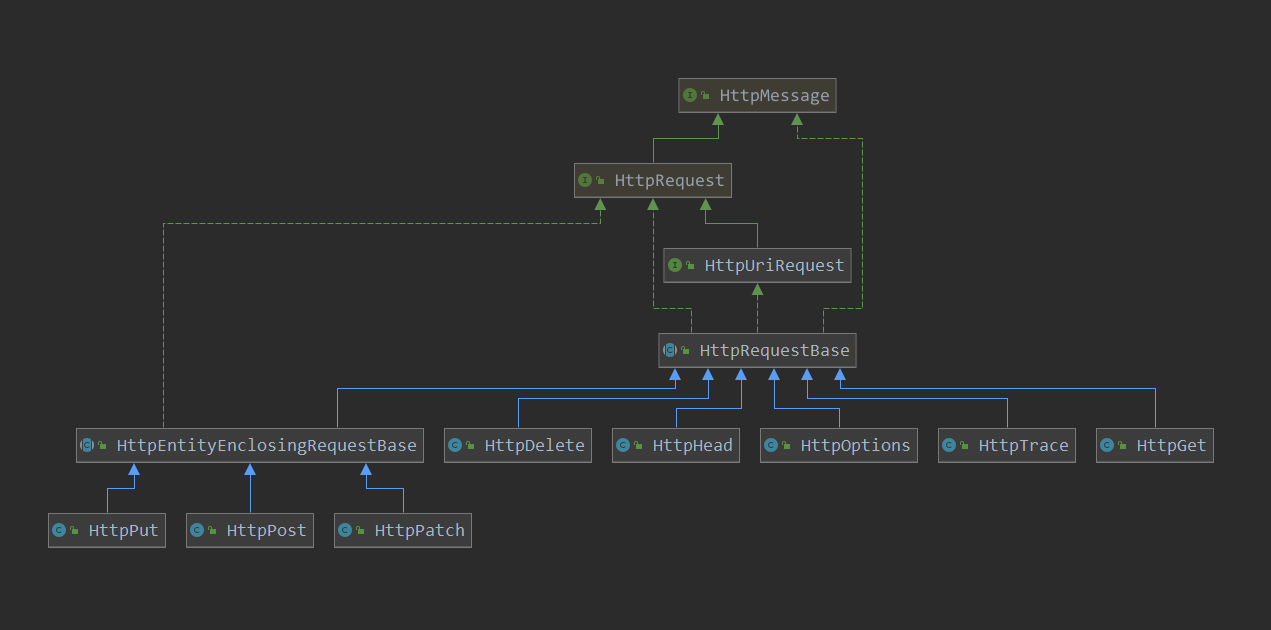 HttpMessage
HttpRequest
HttpUriRequest
HttpRequestBase
HttpEntityEnclosingRequestBase
HttpDelete
HttpHead
HttpOptions
HttpTrace
HttpGet
HttpPut
HttpPost
HttpPatch